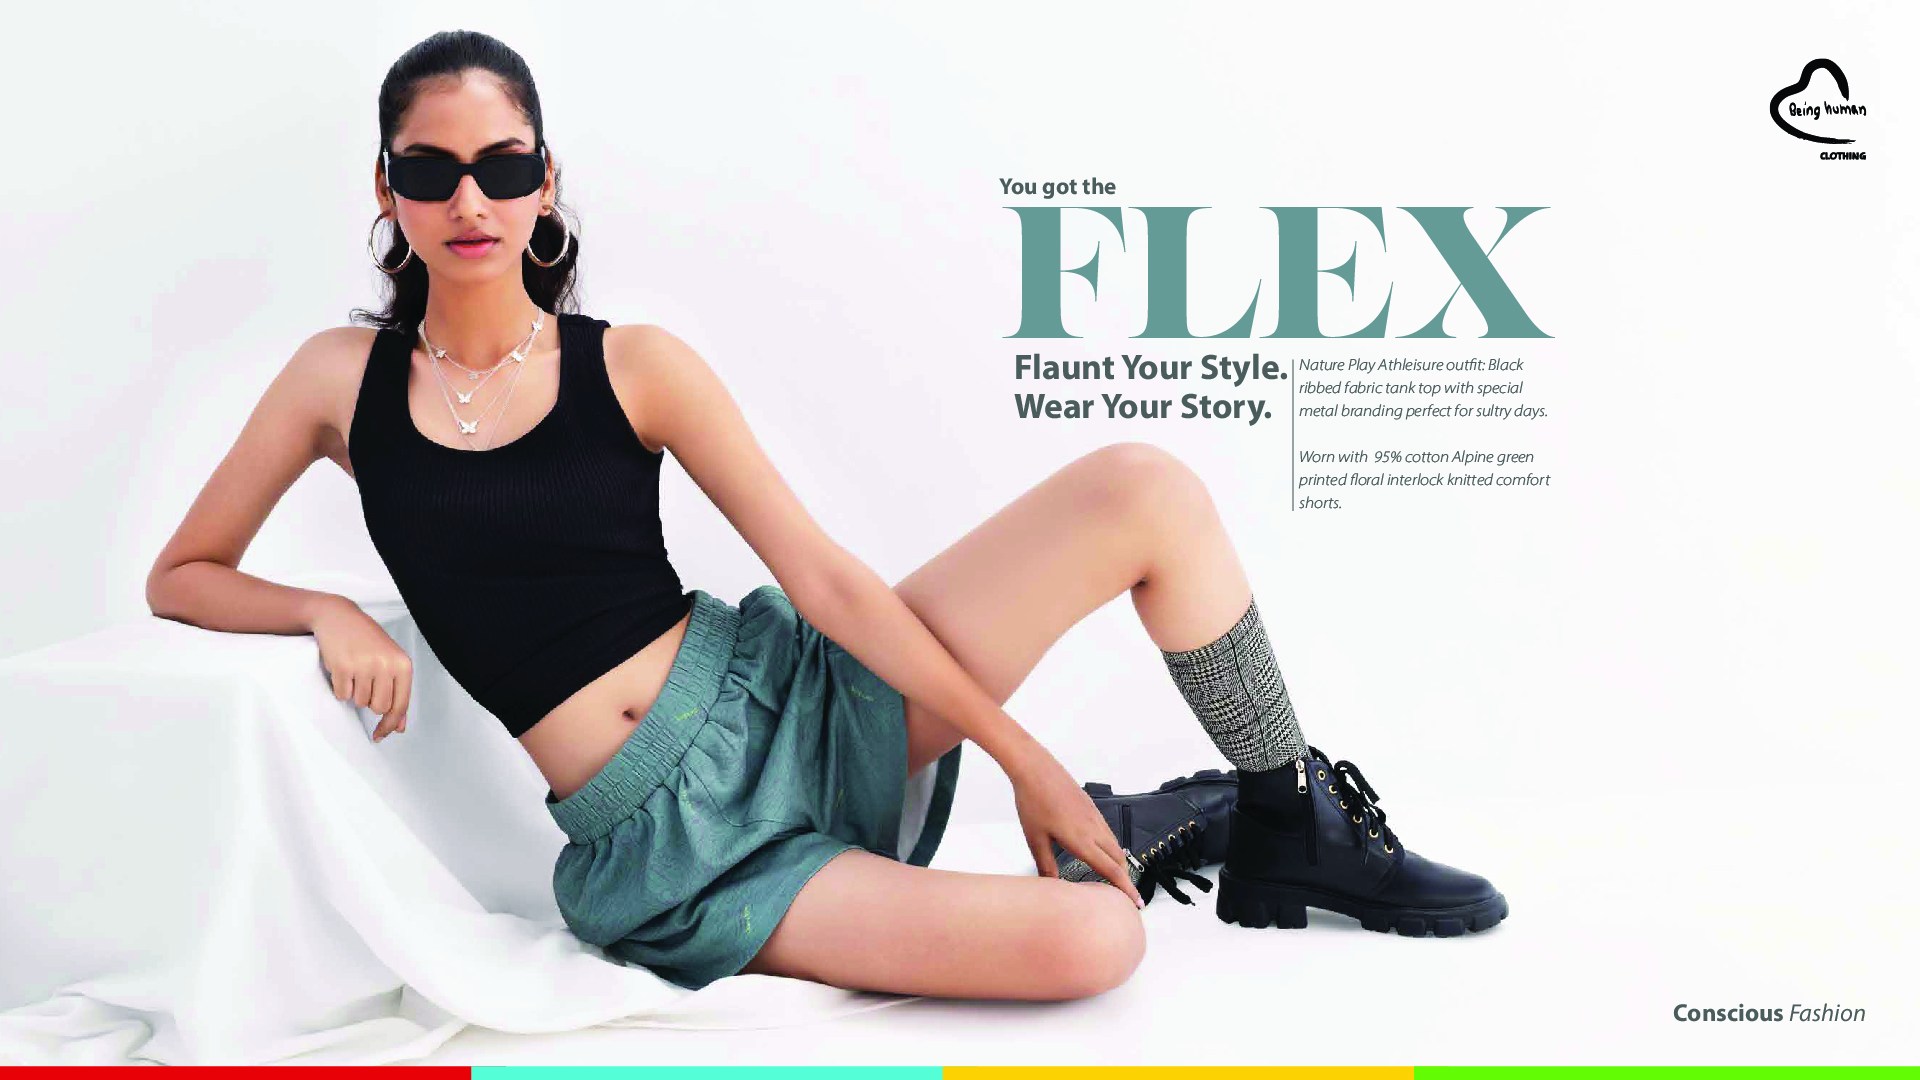 Being human
CLOTHING
You got the
FLEX
Flaunt Your Style.
Wear Your Story.
Nature Play Athleisure outfit: Black
ribbed fabric tank top with special
metal branding perfect for sultry days.
Worn with 95% cotton Alpine green
printed floral interlock knitted comfort
shorts.
Conscious Fashion